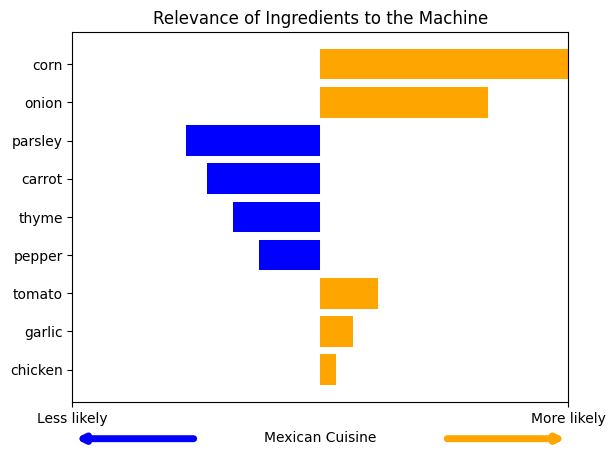 Relevance of Ingredients to the Machine
corn
onion
parsley
carrot
thyme
pepper
tomato
garlic
chicken
Less likely
More likely
Mexican Cuisine